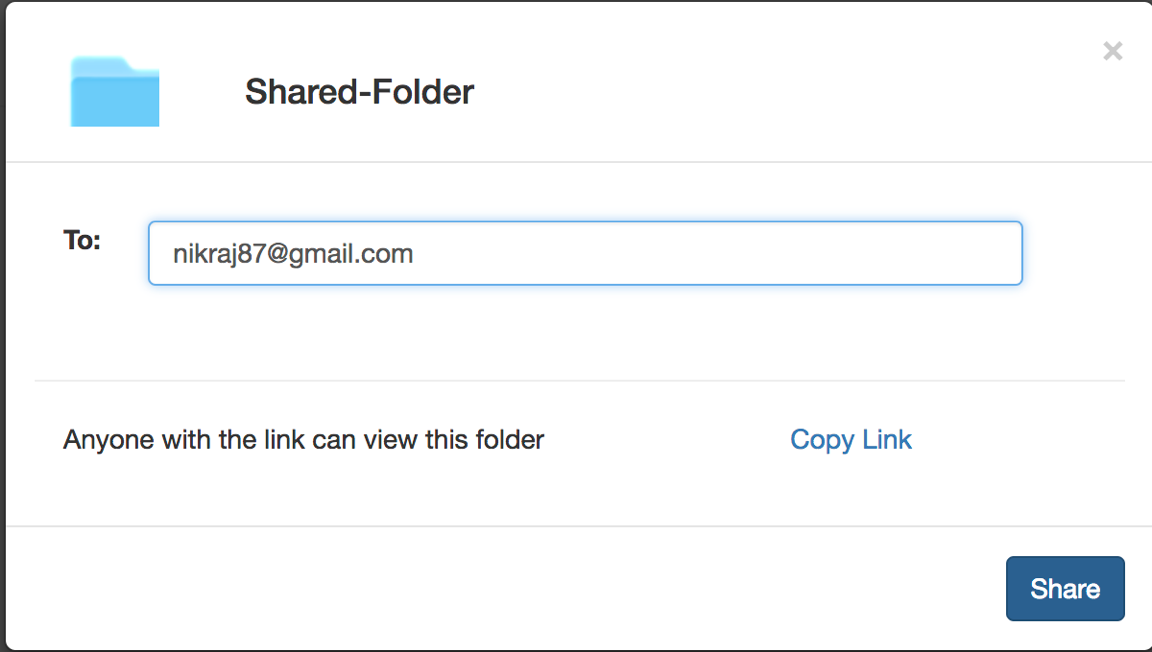 Shared-Folder
×
To:
nikraj87@gmail.com
Anyone with the link can view this folder
Copy Link
Share